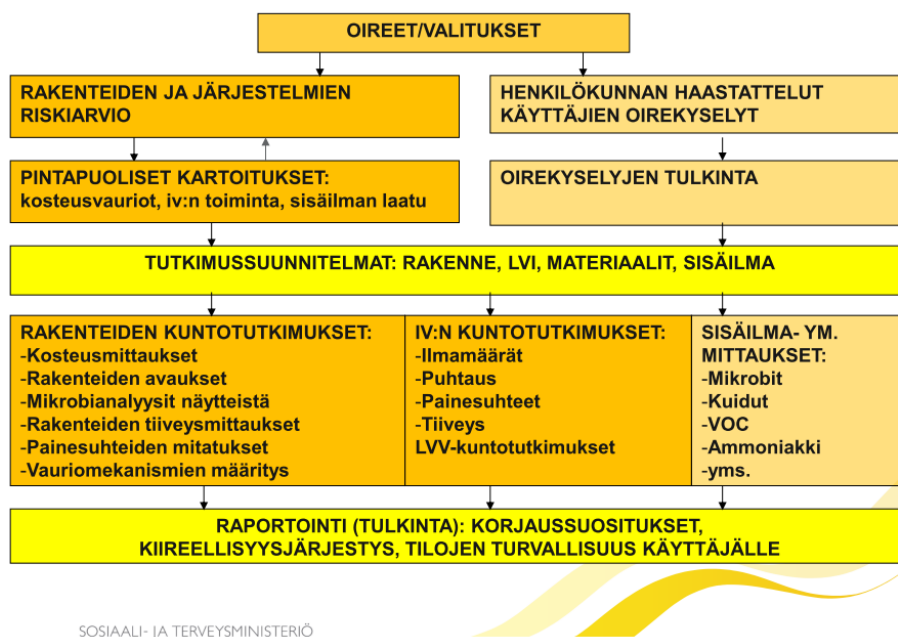 OIREET/VALITUKSET
RAKENTEIDEN JA JÄRJESTELMIEN
RISKIARVIO
HENKILÖKUNNAN HAASTATTELUT
KÄYTTÄJIEN OIREKYSELYT
PINTAPUOLISET KARTOITUKSET:
kosteusvauriot, iv:n toiminta, sisäilman laatu
OIREKYSELYJEN TULKINTA
TUTKIMUSSUUNNITELMAT: RAKENNE, LVI, MATERIAALIT, SISÄILMA
RAKENTEIDEN KUNTOTUTKIMUKSET:
-Kosteusmittaukset
-Rakenteiden avaukset
-Mikrobianalyysit näytteistä
-Rakenteiden tiiveysmittaukset
-Painesuhteiden mitatukset
-Vauriomekanismien määritys
IV:N KUNTOTUTKIMUKSET:
-Ilmamäärät
-Puhtaus
-Painesuhteet
-Tiiveys
LVV-kuntotutkimukset
SISÄILMA- YM.
MITTAUKSET:
-Mikrobit
-Kuidut
-VOC
-Ammoniakki
-yms.
RAPORTOINTI (TULKINTA): KORJAUSSUOSITUKSET,
KIIREELLISYYSJÄRJESTYS, TILOJEN TURVALLISUUS KÄYTTÄJÄLLE
SOSIAALI- JA TERVEYSMINISTERIÖ